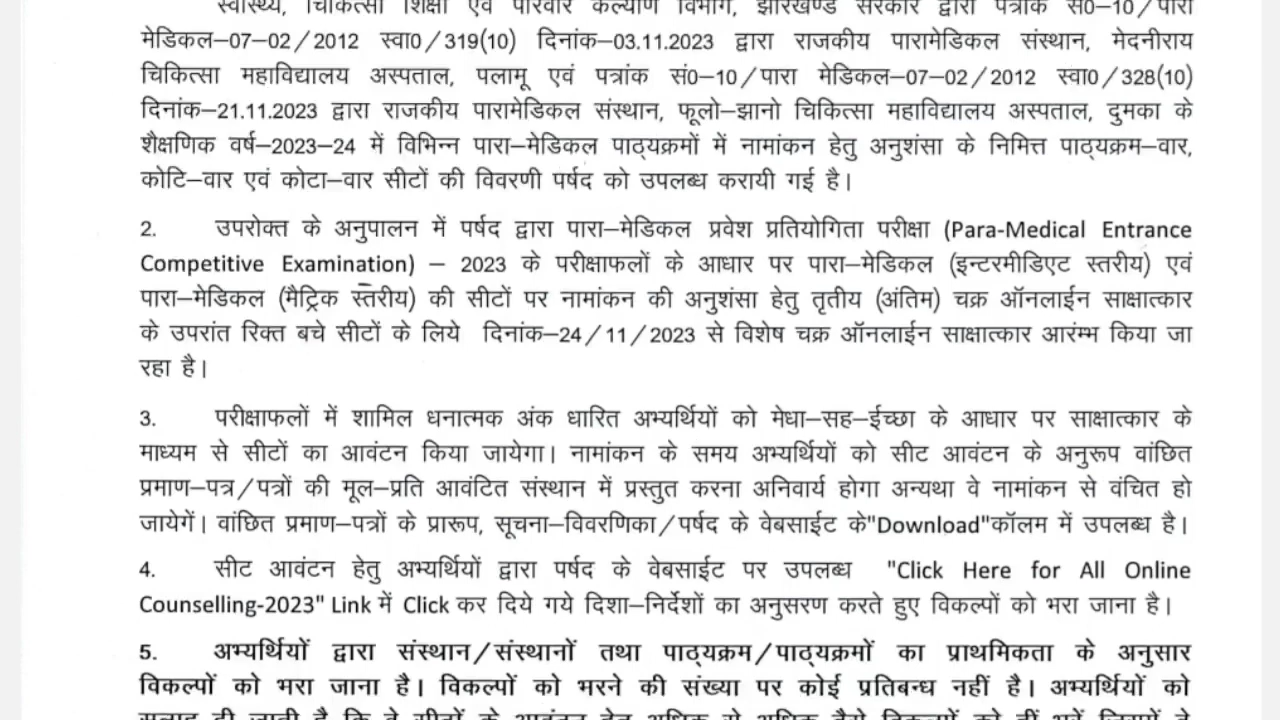 स्वास्थ्य, चिकित्सा शिक्षा एवं परिवार कल्याण विभाग, झारखण्ड सरकार द्वारा पत्रांक सं0–10/पारा
मेडिकल–07–02/2012 स्वा0/319(10) दिनांक–03.11.2023 द्वारा राजकीय पारामेडिकल संस्थान, मेदनीराय
चिकित्सा महाविद्यालय अस्पताल, पलामू एवं पत्रांक सं0–10/पारा मेडिकल–07–02/2012 स्वा0/328(10)
दिनांक–21.11.2023 द्वारा राजकीय पारामेडिकल संस्थान, फूलो–झानो चिकित्सा महाविद्यालय अस्पताल, दुमका के
शैक्षणिक वर्ष–2023–24 में विभिन्न पारा–मेडिकल पाठ्यक्रमों में नामांकन हेतु अनुशंसा के निमित्त पाठ्यक्रम–वार,
कोटि–वार एवं कोटा–वार सीटों की विवरणी पर्षद को उपलब्ध करायी गई है।
2. उपरोक्त के अनुपालन में पर्षद द्वारा पारा–मेडिकल प्रवेश प्रतियोगिता परीक्षा (Para-Medical Entrance
Competitive Examination) – 2023 के परीक्षाफलों के आधार पर पारा–मेडिकल (इन्टरमीडिएट स्तरीय) एवं
पारा–मेडिकल (मैट्रिक स्तरीय) की सीटों पर नामांकन की अनुशंसा हेतु तृतीय (अंतिम) चक्र ऑनलाईन साक्षात्कार
के उपरांत रिक्त बचे सीटों के लिये दिनांक–24/11/2023 से विशेष चक्र ऑनलाईन साक्षात्कार आरंम्भ किया जा
रहा है।
3. परीक्षाफलों में शामिल धनात्मक अंक धारित अभ्यर्थियों को मेधा–सह–ईच्छा के आधार पर साक्षात्कार के
माध्यम से सीटों का आवंटन किया जायेगा। नामांकन के समय अभ्यर्थियों को सीट आवंटन के अनुरूप वांछित
प्रमाण–पत्र/पत्रों की मूल–प्रति आवंटित संस्थान में प्रस्तुत करना अनिवार्य होगा अन्यथा वे नामांकन से वंचित हो
जायेगें। वांछित प्रमाण–पत्रों के प्रारूप, सूचना–विवरणिका/पर्षद के वेबसाईट के"Download"कॉलम में उपलब्ध है।
4. सीट आवंटन हेतु अभ्यर्थियों द्वारा पर्षद के वेबसाईट पर उपलब्ध "Click Here for All Online
Counselling-2023" Link में Click कर दिये गये दिशा–निर्देशों का अनुसरण करते हुए विकल्पों को भरा जाना है।
5. अभ्यर्थियों द्वारा संस्थान/संस्थानों तथा पाठ्यक्रम/पाठ्यक्रमों का प्राथमिकता के अनुसार
विकल्पों को भरा जाना है। विकल्पों को भरने की संख्या पर कोई प्रतिबन्ध नहीं है। अभ्यर्थियों को